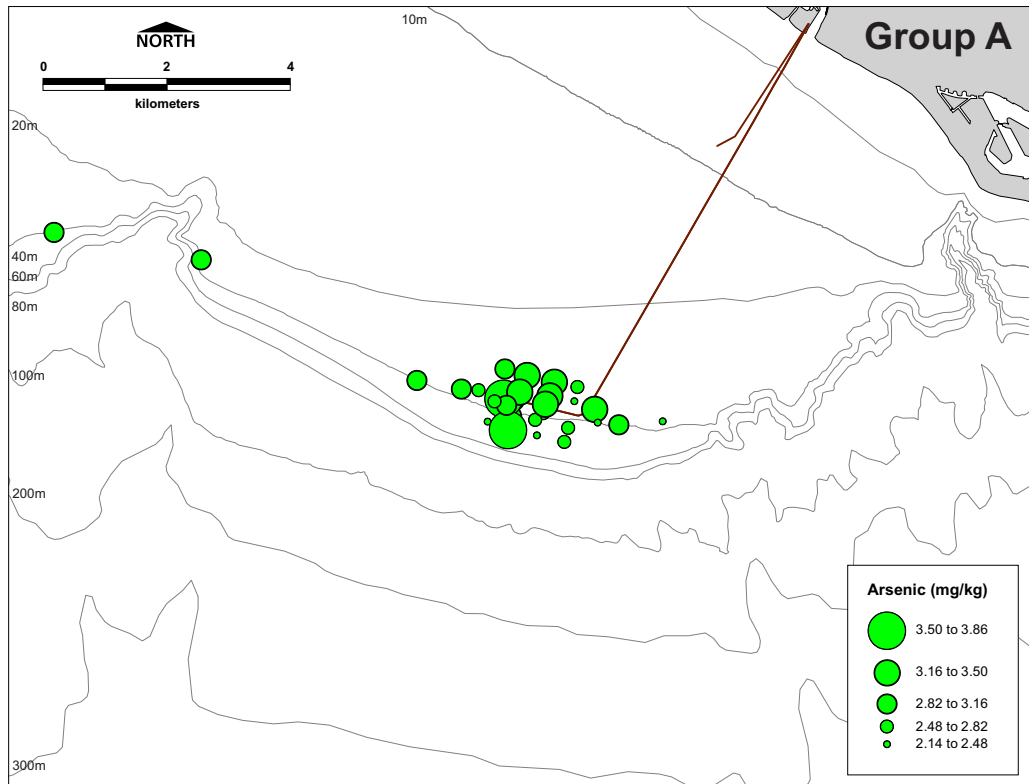 10m
Group A
NORTH
0 2 4
kilometers
20m
40m
60m
80m
100m
200m
300m
Arsenic (mg/kg)
3.50 to 3.86
3.16 to 3.50
2.82 to 3.16
2.48 to 2.82
2.14 to 2.48